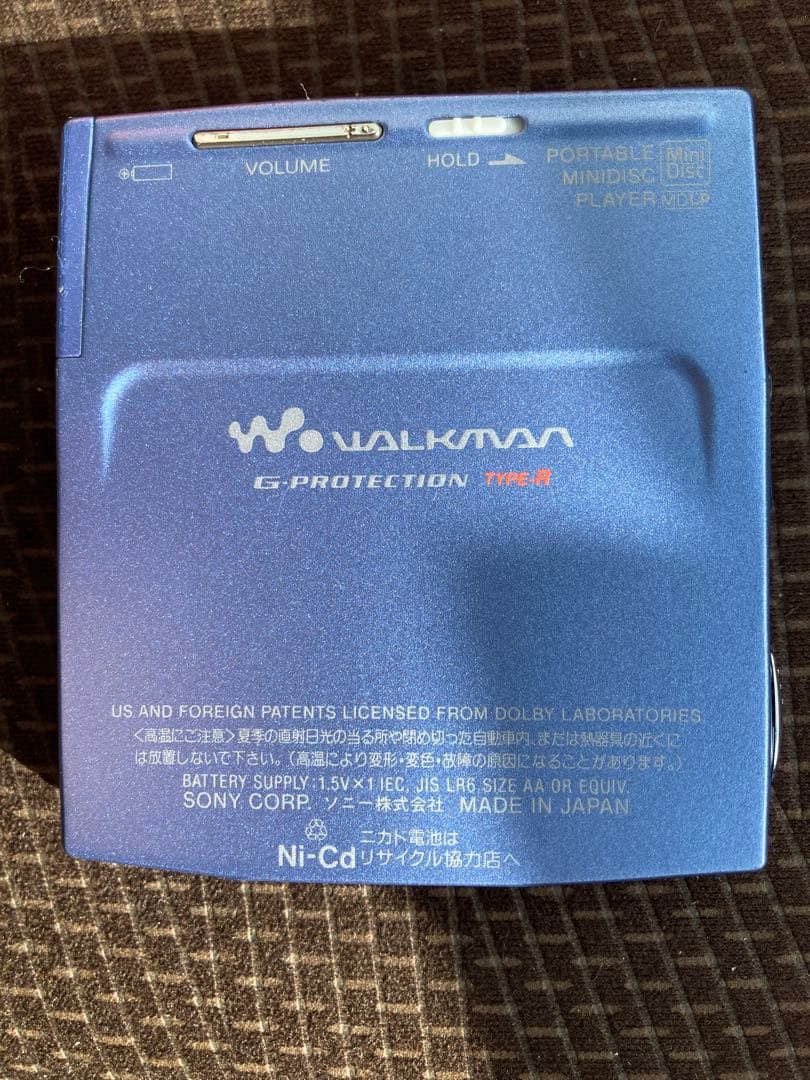 VOLUME
HOLD
PORTABLE
MINIDISC
PLAYER
Mini
Disc
MDLP
WALKMAN
G-PROTECTION TYPE-R
US AND FOREIGN PATENTS LICENSED FROM DOLBY LABORATORIES
<高温にご注意>夏季の直射日光の当る所や閉め切った自動車内、または熱器具の近くに
は放置しないで下さい。(高温により変形・変色・故障の原因になることがあります。)
BATTERY SUPPLY:1.5V×1 IEC, JIS LR6 SIZE AA OR EQUIV.
SONY CORP. ソニー株式会社 MADE IN JAPAN
ニカド電池は
Ni-Cd リサイクル協力店へ